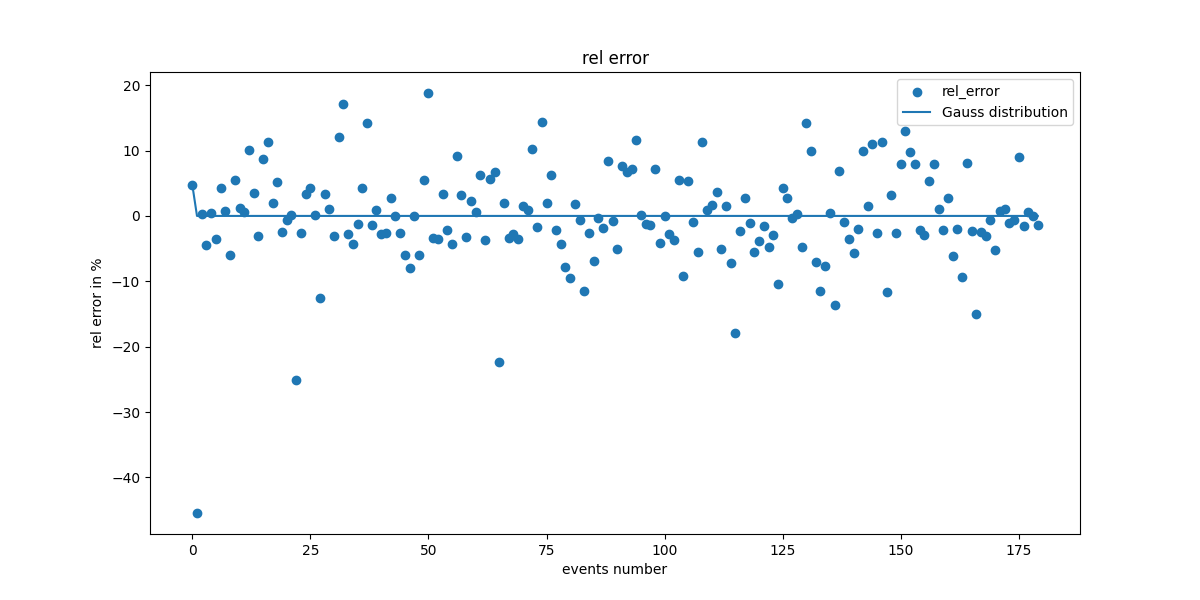 rel error
rel_error
Gauss distribution
rel error in %
20
10
0
−10
−20
−30
−40
0 25 50 75 100 125 150 175
events number